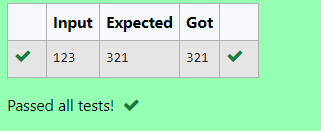 Input Expected Got
123 321 321
Passed all tests!